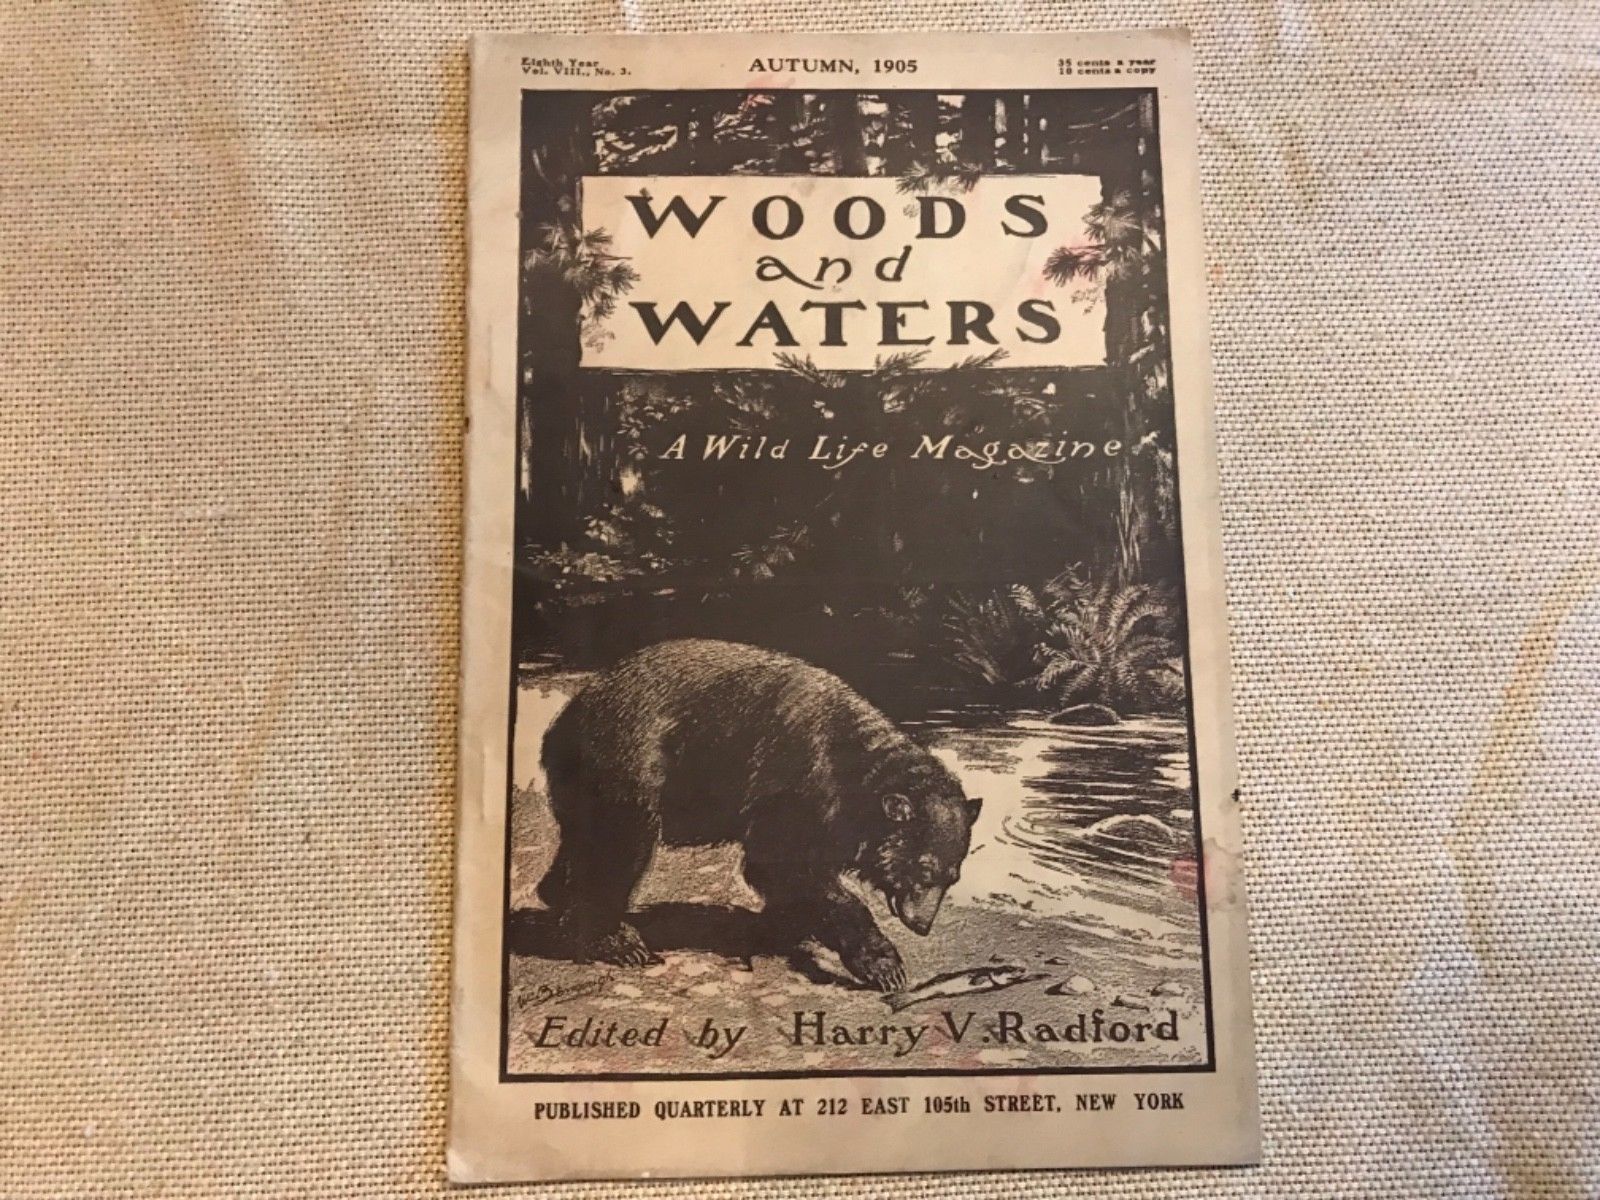 Eighth Year
Vol. VIII., No. 3.
AUTUMN, 1905
35 cents a year
10 cents a copy
WOODS
and
WATERS
A Wild Life Magazine
Edited by Harry V. Radford
PUBLISHED QUARTERLY AT 212 EAST 105th STREET, NEW YORK